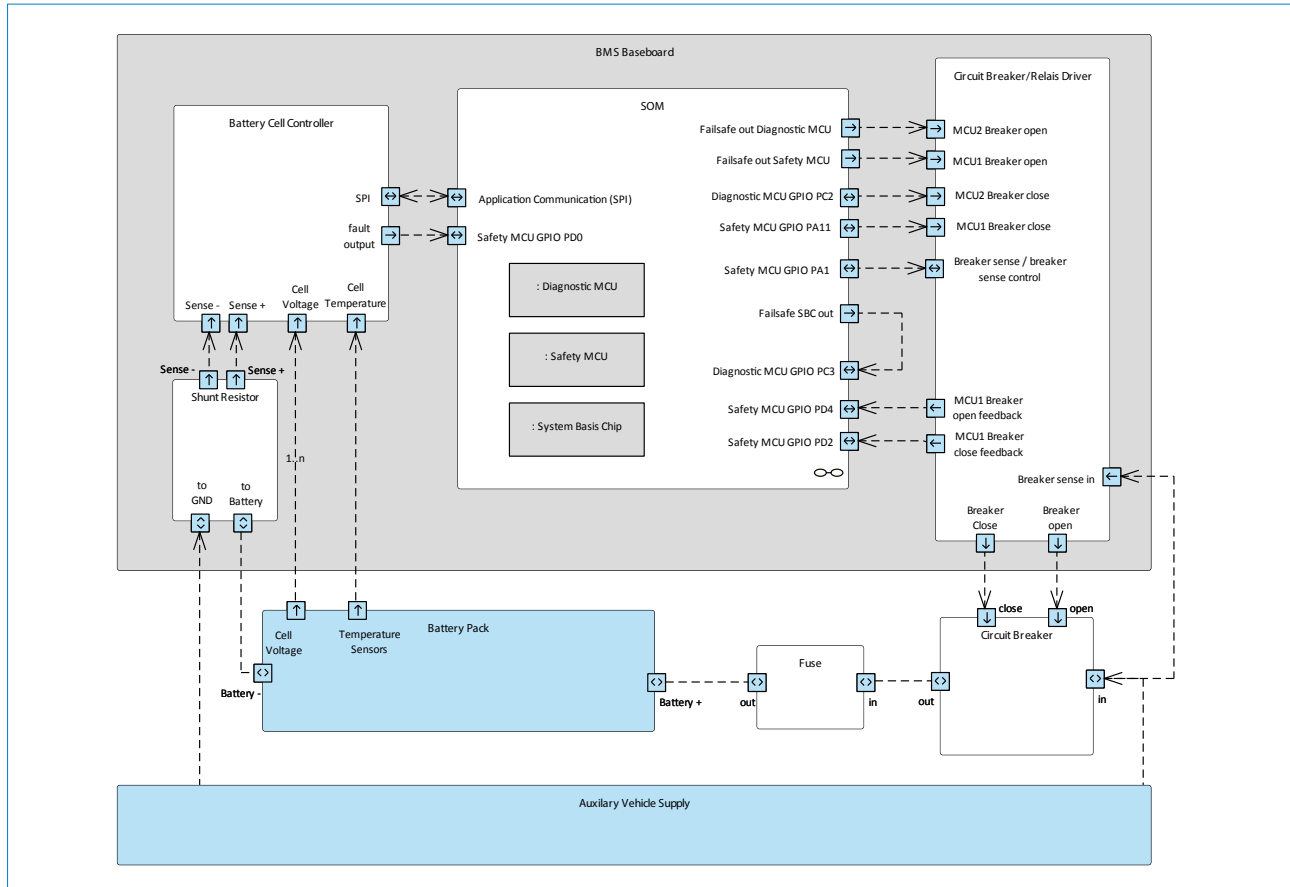 BMS Baseboard
Circuit Breaker/Relais Driver
SOM
Battery Cell Controller
Failsafe out Diagnostic MCU
MCU2 Breaker open
Failsafe out Safety MCU
MCU1 Breaker open
SPI
Application Communication (SPI)
Diagnostic MCU GPIO PC2
MCU2 Breaker close
fault
output
Safety MCU GPIO PD0
Safety MCU GPIO PA11
MCU1 Breaker close
Safety MCU GPIO PA1
Breaker sense / breaker
sense control
: Diagnostic MCU
Sense -
Sense +
Cell
Voltage
Cell
Temperature
Failsafe SBC out
: Safety MCU
Sense -
Sense +
Shunt Resistor
Diagnostic MCU GPIO PC3
: System Basis Chip
Safety MCU GPIO PD4
MCU1 Breaker
open feedback
Safety MCU GPIO PD2
MCU1 Breaker
close feedback
1..n
to
GND
to
Battery
Breaker sense in
Breaker
Close
Breaker
open
close
open
Battery Pack
Cell
Voltage
Temperature
Sensors
Circuit Breaker
Fuse
Battery -
Battery +
out
in
out
in
Auxilary Vehicle Supply